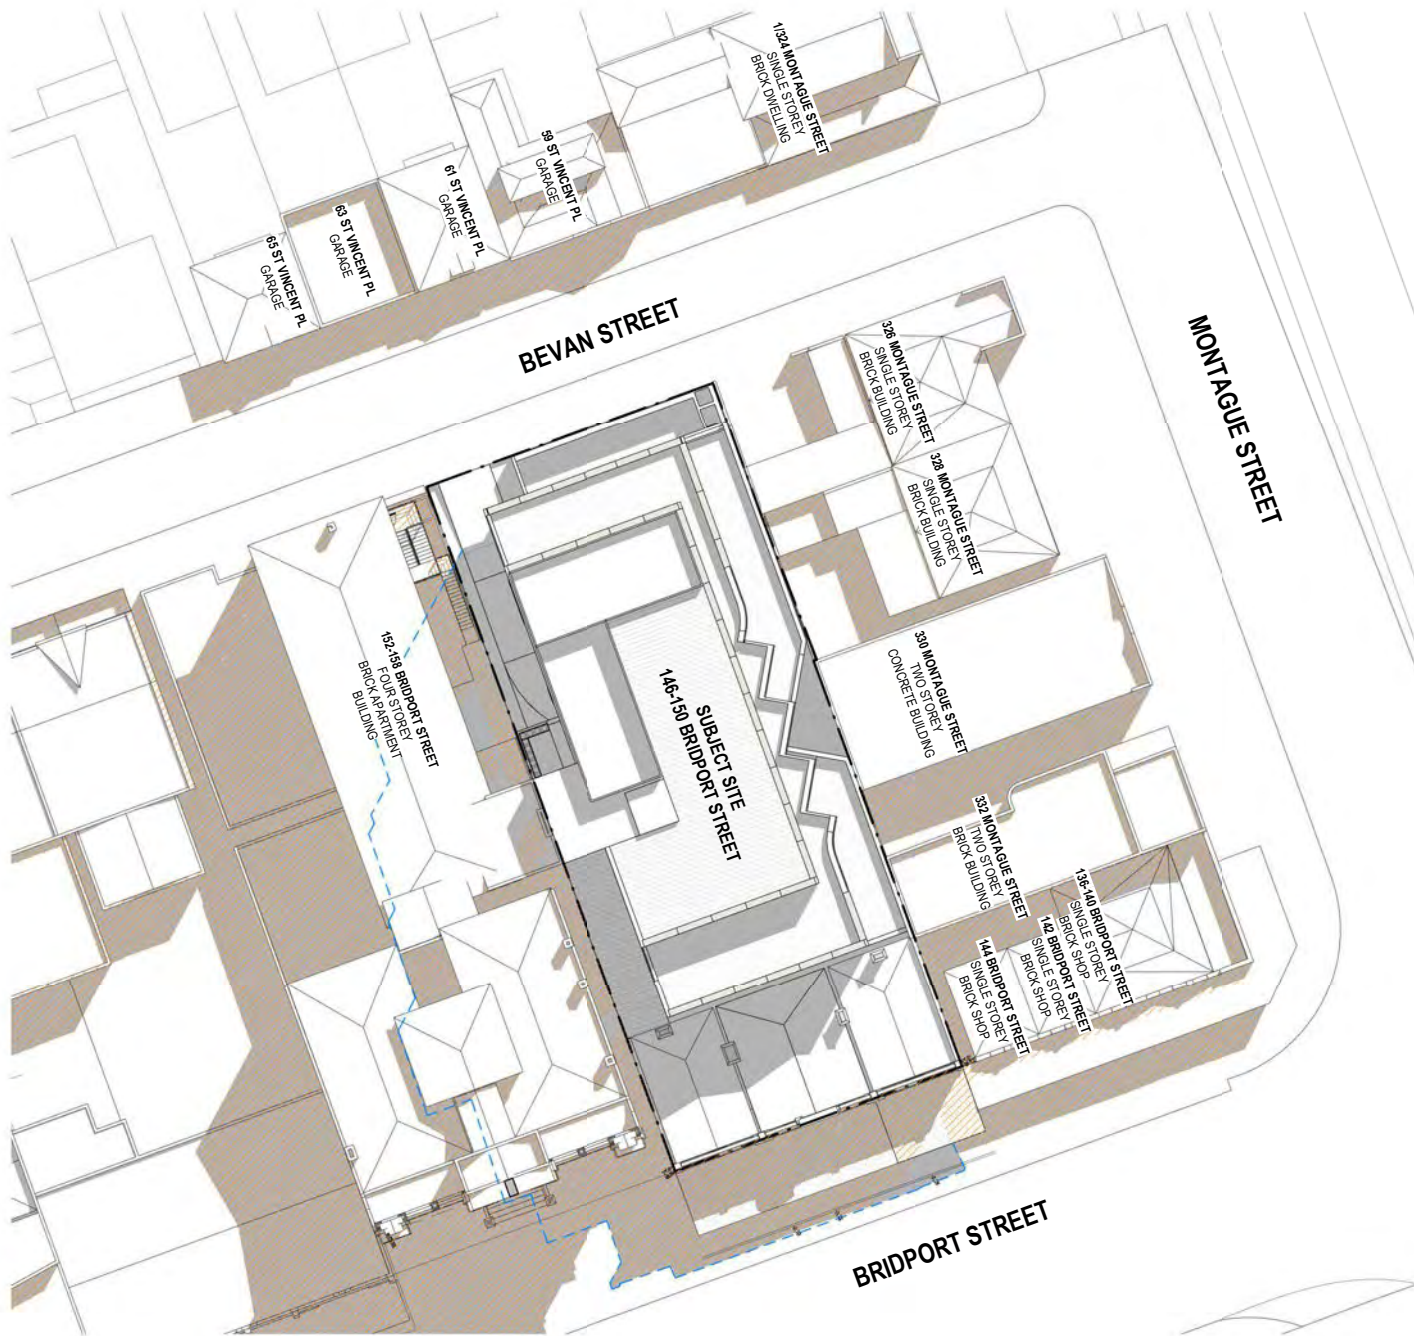 1/324 MONTAGUE STREET
SINGLE STOREY
BRICK DWELLING
59 ST VINCENT PL
GARAGE
61 ST VINCENT PL
GARAGE
63 ST VINCENT PL
GARAGE
65 ST VINCENT PL
GARAGE
BEVAN STREET
MONTAGUE STREET
326 MONTAGUE STREET
SINGLE STOREY
BRICK BUILDING
328 MONTAGUE STREET
SINGLE STOREY
BRICK BUILDING
330 MONTAGUE STREET
TWO STOREY
CONCRETE BUILDING
152-158 BRIDPORT STREET
FOUR STOREY
BRICK APARTMENT
BUILDING
SUBJECT SITE
146-150 BRIDPORT STREET
332 MONTAGUE STREET
TWO STOREY
BRICK BUILDING
136-140 BRIDPORT STREET
SINGLE STOREY
BRICK SHOP
142 BRIDPORT STREET
SINGLE STOREY
BRICK SHOP
144 BRIDPORT STREET
SINGLE STOREY
BRICK SHOP
BRIDPORT STREET